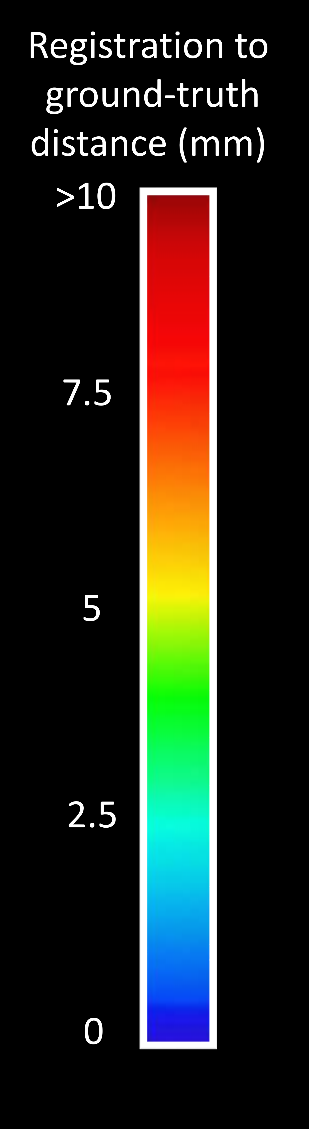 Registration to
ground-truth
distance (mm)
>10
7.5
5
2.5
0